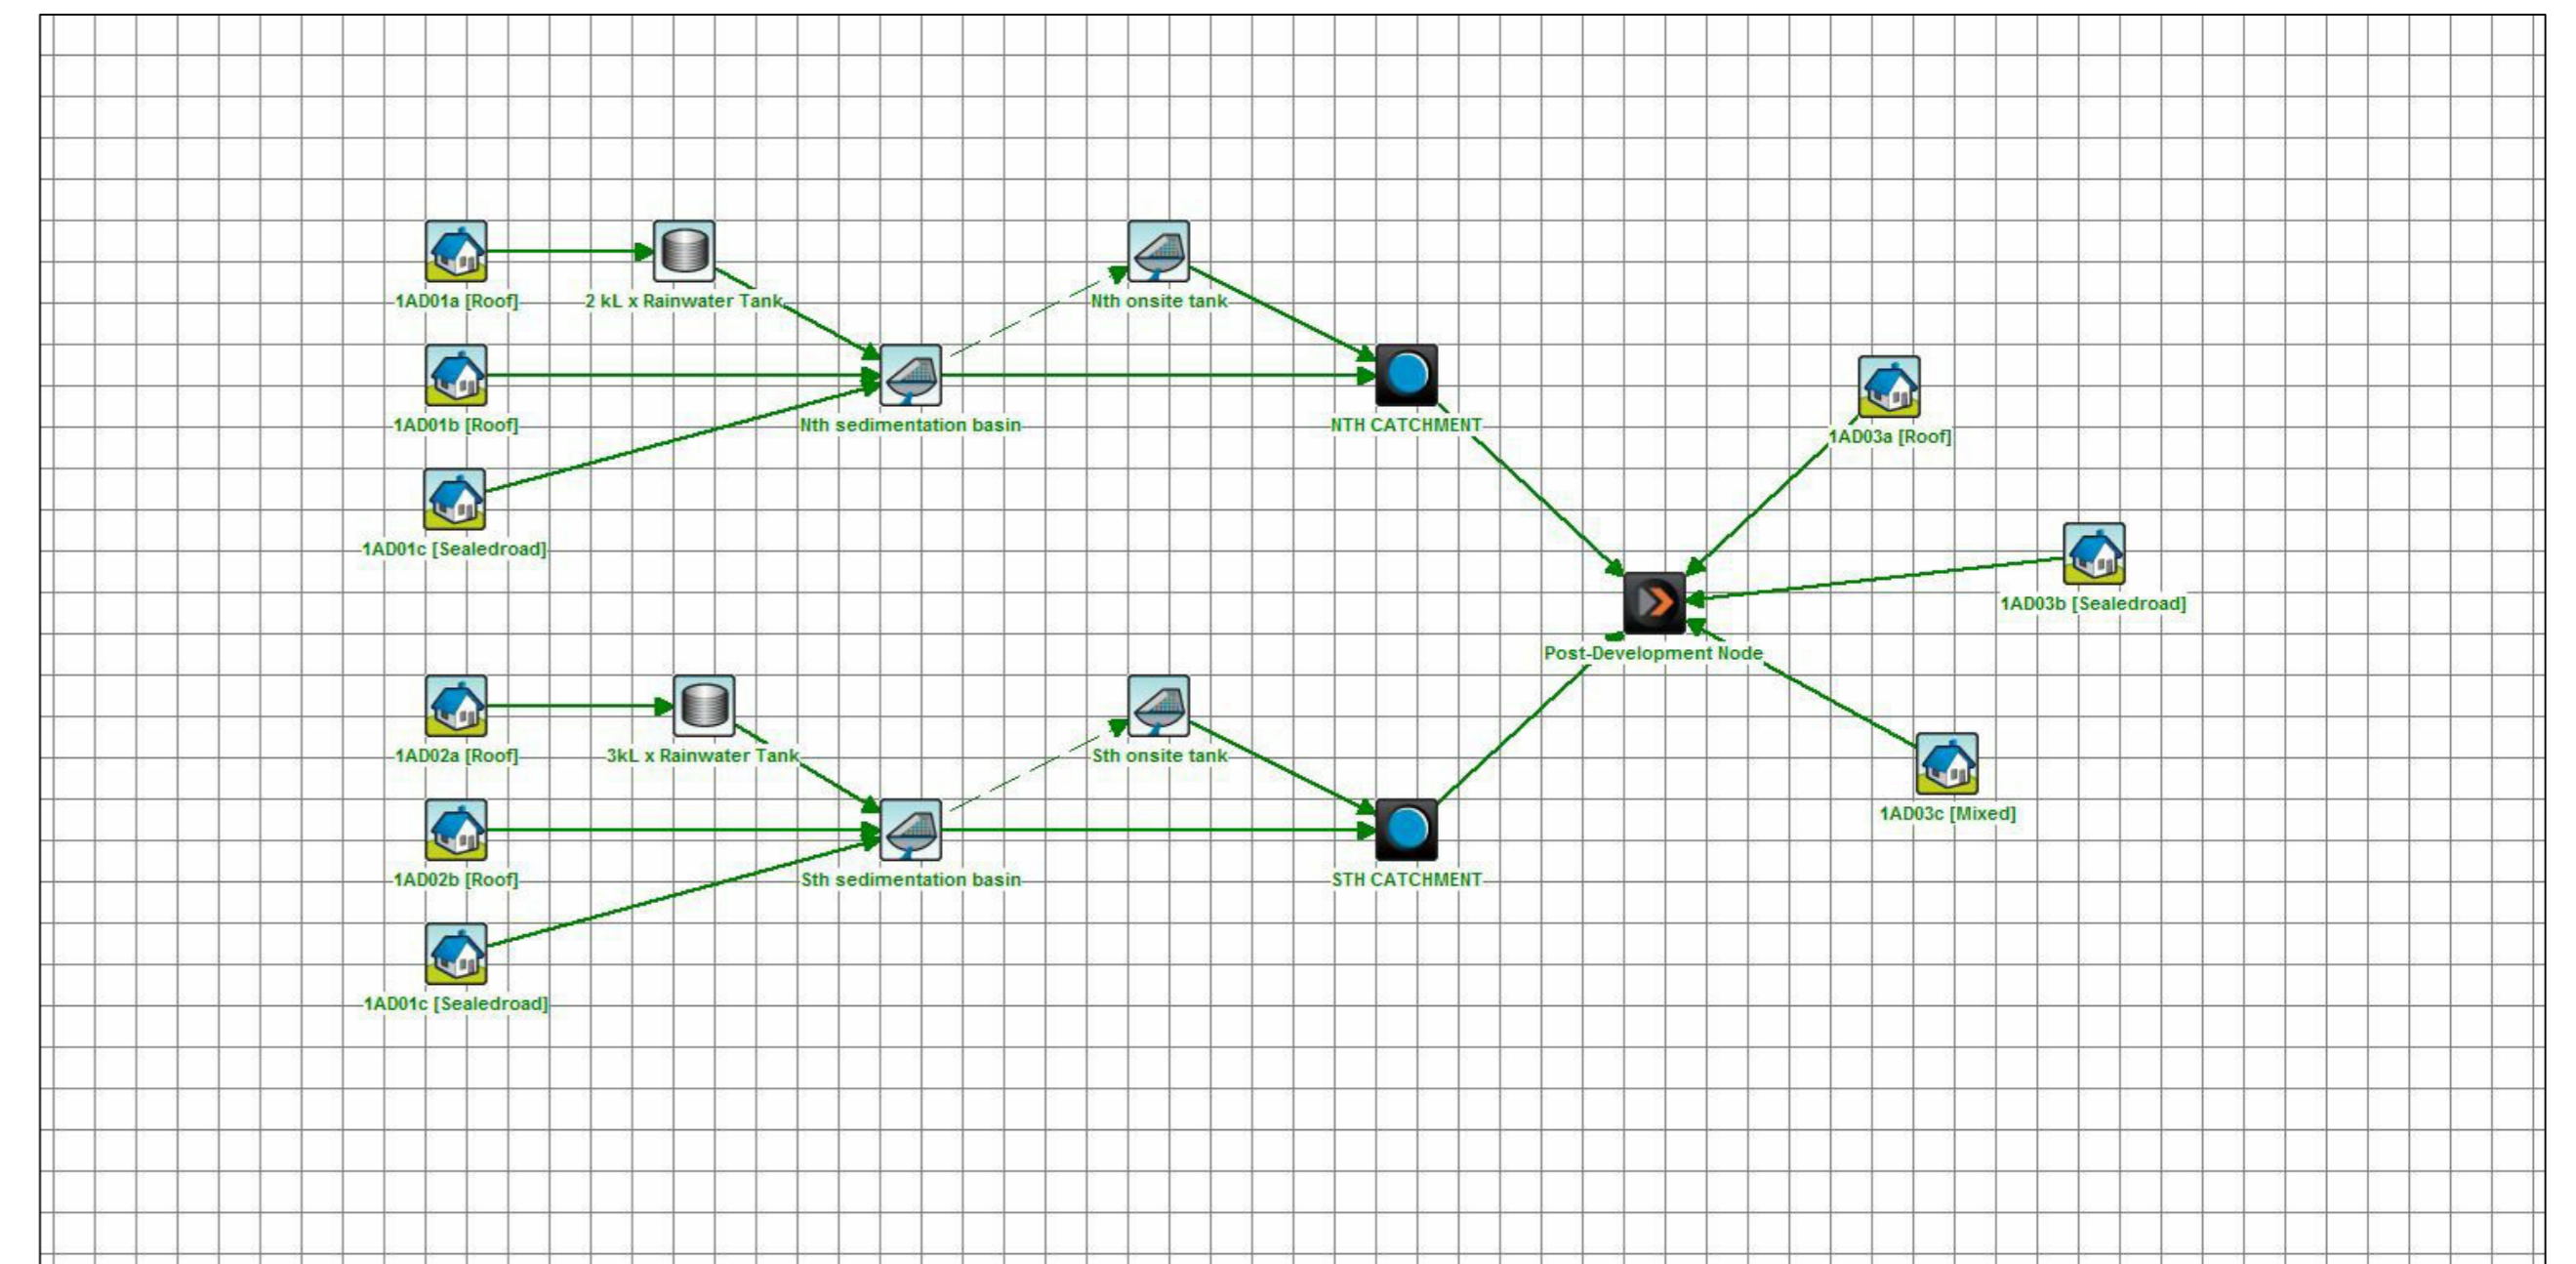 1AD01a [Roof]
2 kL x Rainwater Tank
Nth onsite tank
1AD01b [Roof]
Nth sedimentation basin
NTH CATCHMENT
1AD03a [Roof]
1AD01c [Sealedroad]
1AD03b [Sealedroad]
Post-Development Node
1AD02a [Roof]
3kL x Rainwater Tank
Sth onsite tank
1AD03c [Mixed]
1AD02b [Roof]
Sth sedimentation basin
STH CATCHMENT
1AD01c [Sealedroad]